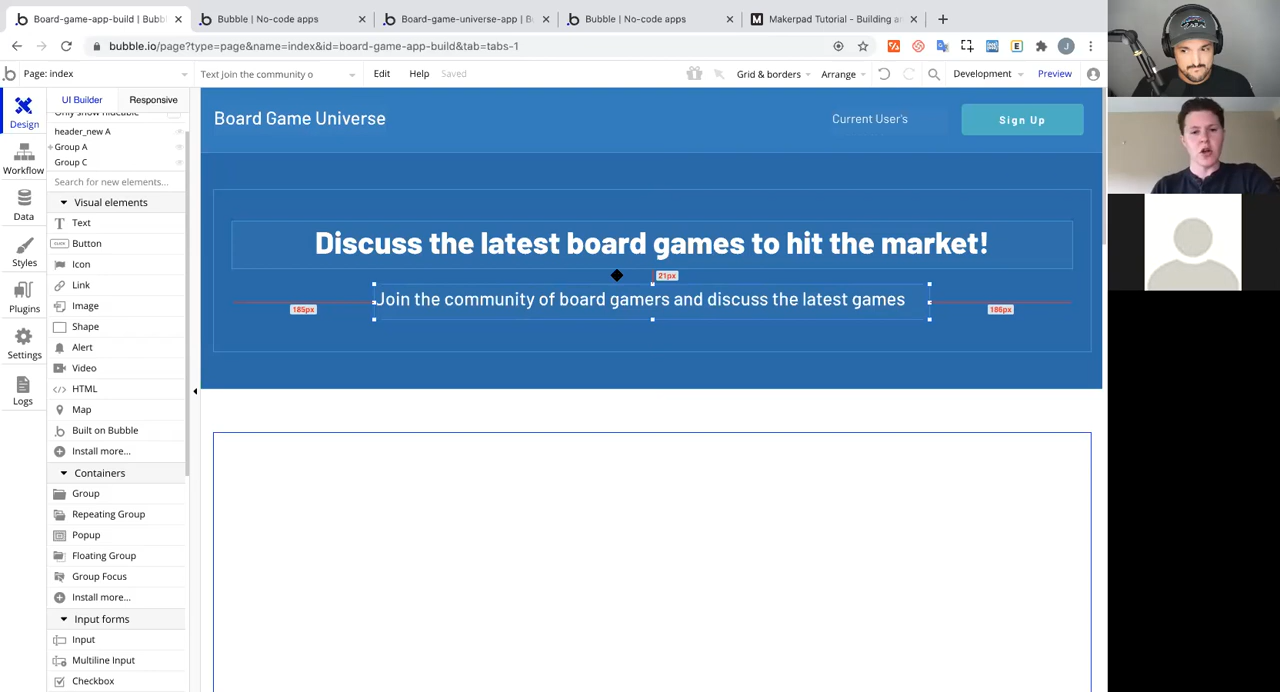 Board-game-app-build | Bubbl
Bubble | No-code apps
Board-game-universe-app | B
Bubble | No-code apps
Makerpad Tutorial - Building a
bubble.io/page?type=page&name=index&id=board-game-app-build&tab=tabs-1
Page: index
Text join the community o
Edit
Help
Saved
Grid & borders
Arrange
Development
Preview
Design
Workflow
Data
Styles
Plugins
Settings
Logs
UI Builder
Responsive
Only show hideable
header_new A
Group A
Group C
Search for new elements...
Visual elements
Text
Button
Icon
Link
Image
Shape
Alert
Video
HTML
Map
Built on Bubble
Install more...
Containers
Group
Repeating Group
Popup
Floating Group
Group Focus
Install more...
Input forms
Input
Multiline Input
Checkbox
Board Game Universe
Current User's
Sign Up
Discuss the latest board games to hit the market!
21px
Join the community of board gamers and discuss the latest games
185px
186px